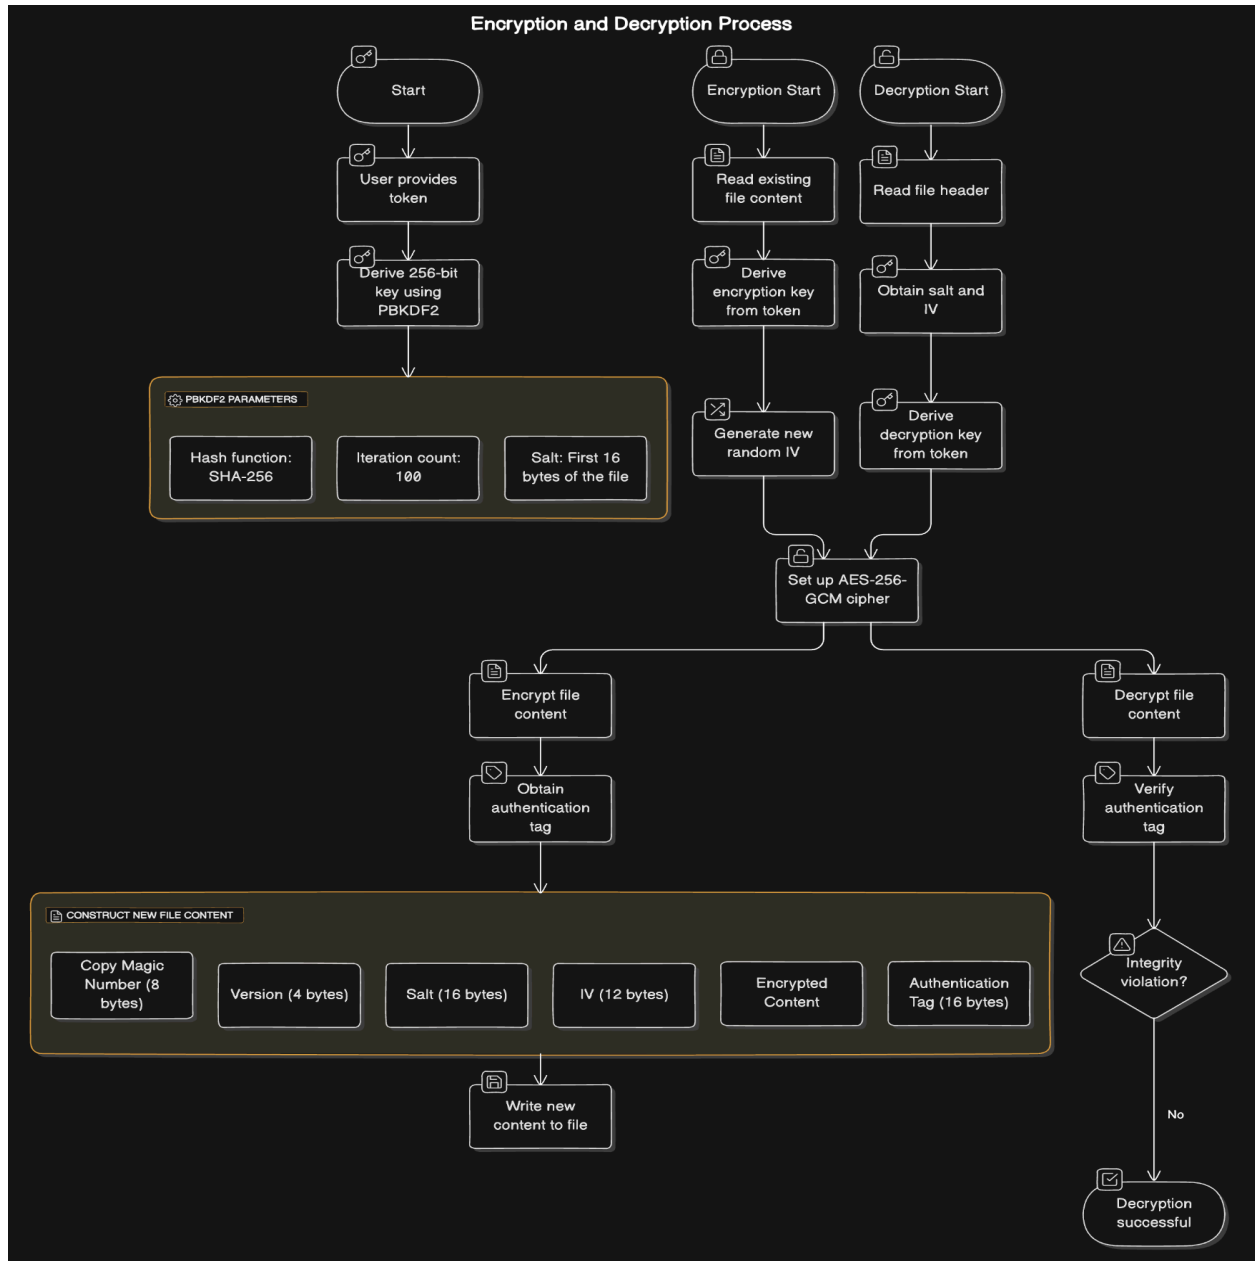 Encryption and Decryption Process
Start
User provides
token
Derive 256-bit
key using
PBKDF2
PBKDF2 PARAMETERS
Hash function:
SHA-256
Iteration count:
100
Salt: First 16
bytes of the file
Encryption Start
Read existing
file content
Derive
encryption key
from token
Generate new
random IV
Decryption Start
Read file header
Obtain salt and
IV
Derive
decryption key
from token
Set up AES-256-
GCM cipher
Encrypt file
content
Obtain
authentication
tag
CONSTRUCT NEW FILE CONTENT
Copy Magic
Number (8
bytes)
Version (4 bytes)
Salt (16 bytes)
IV (12 bytes)
Encrypted
Content
Authentication
Tag (16 bytes)
Write new
content to file
Decrypt file
content
Verify
authentication
tag
Integrity
violation?
No
Decryption
successful